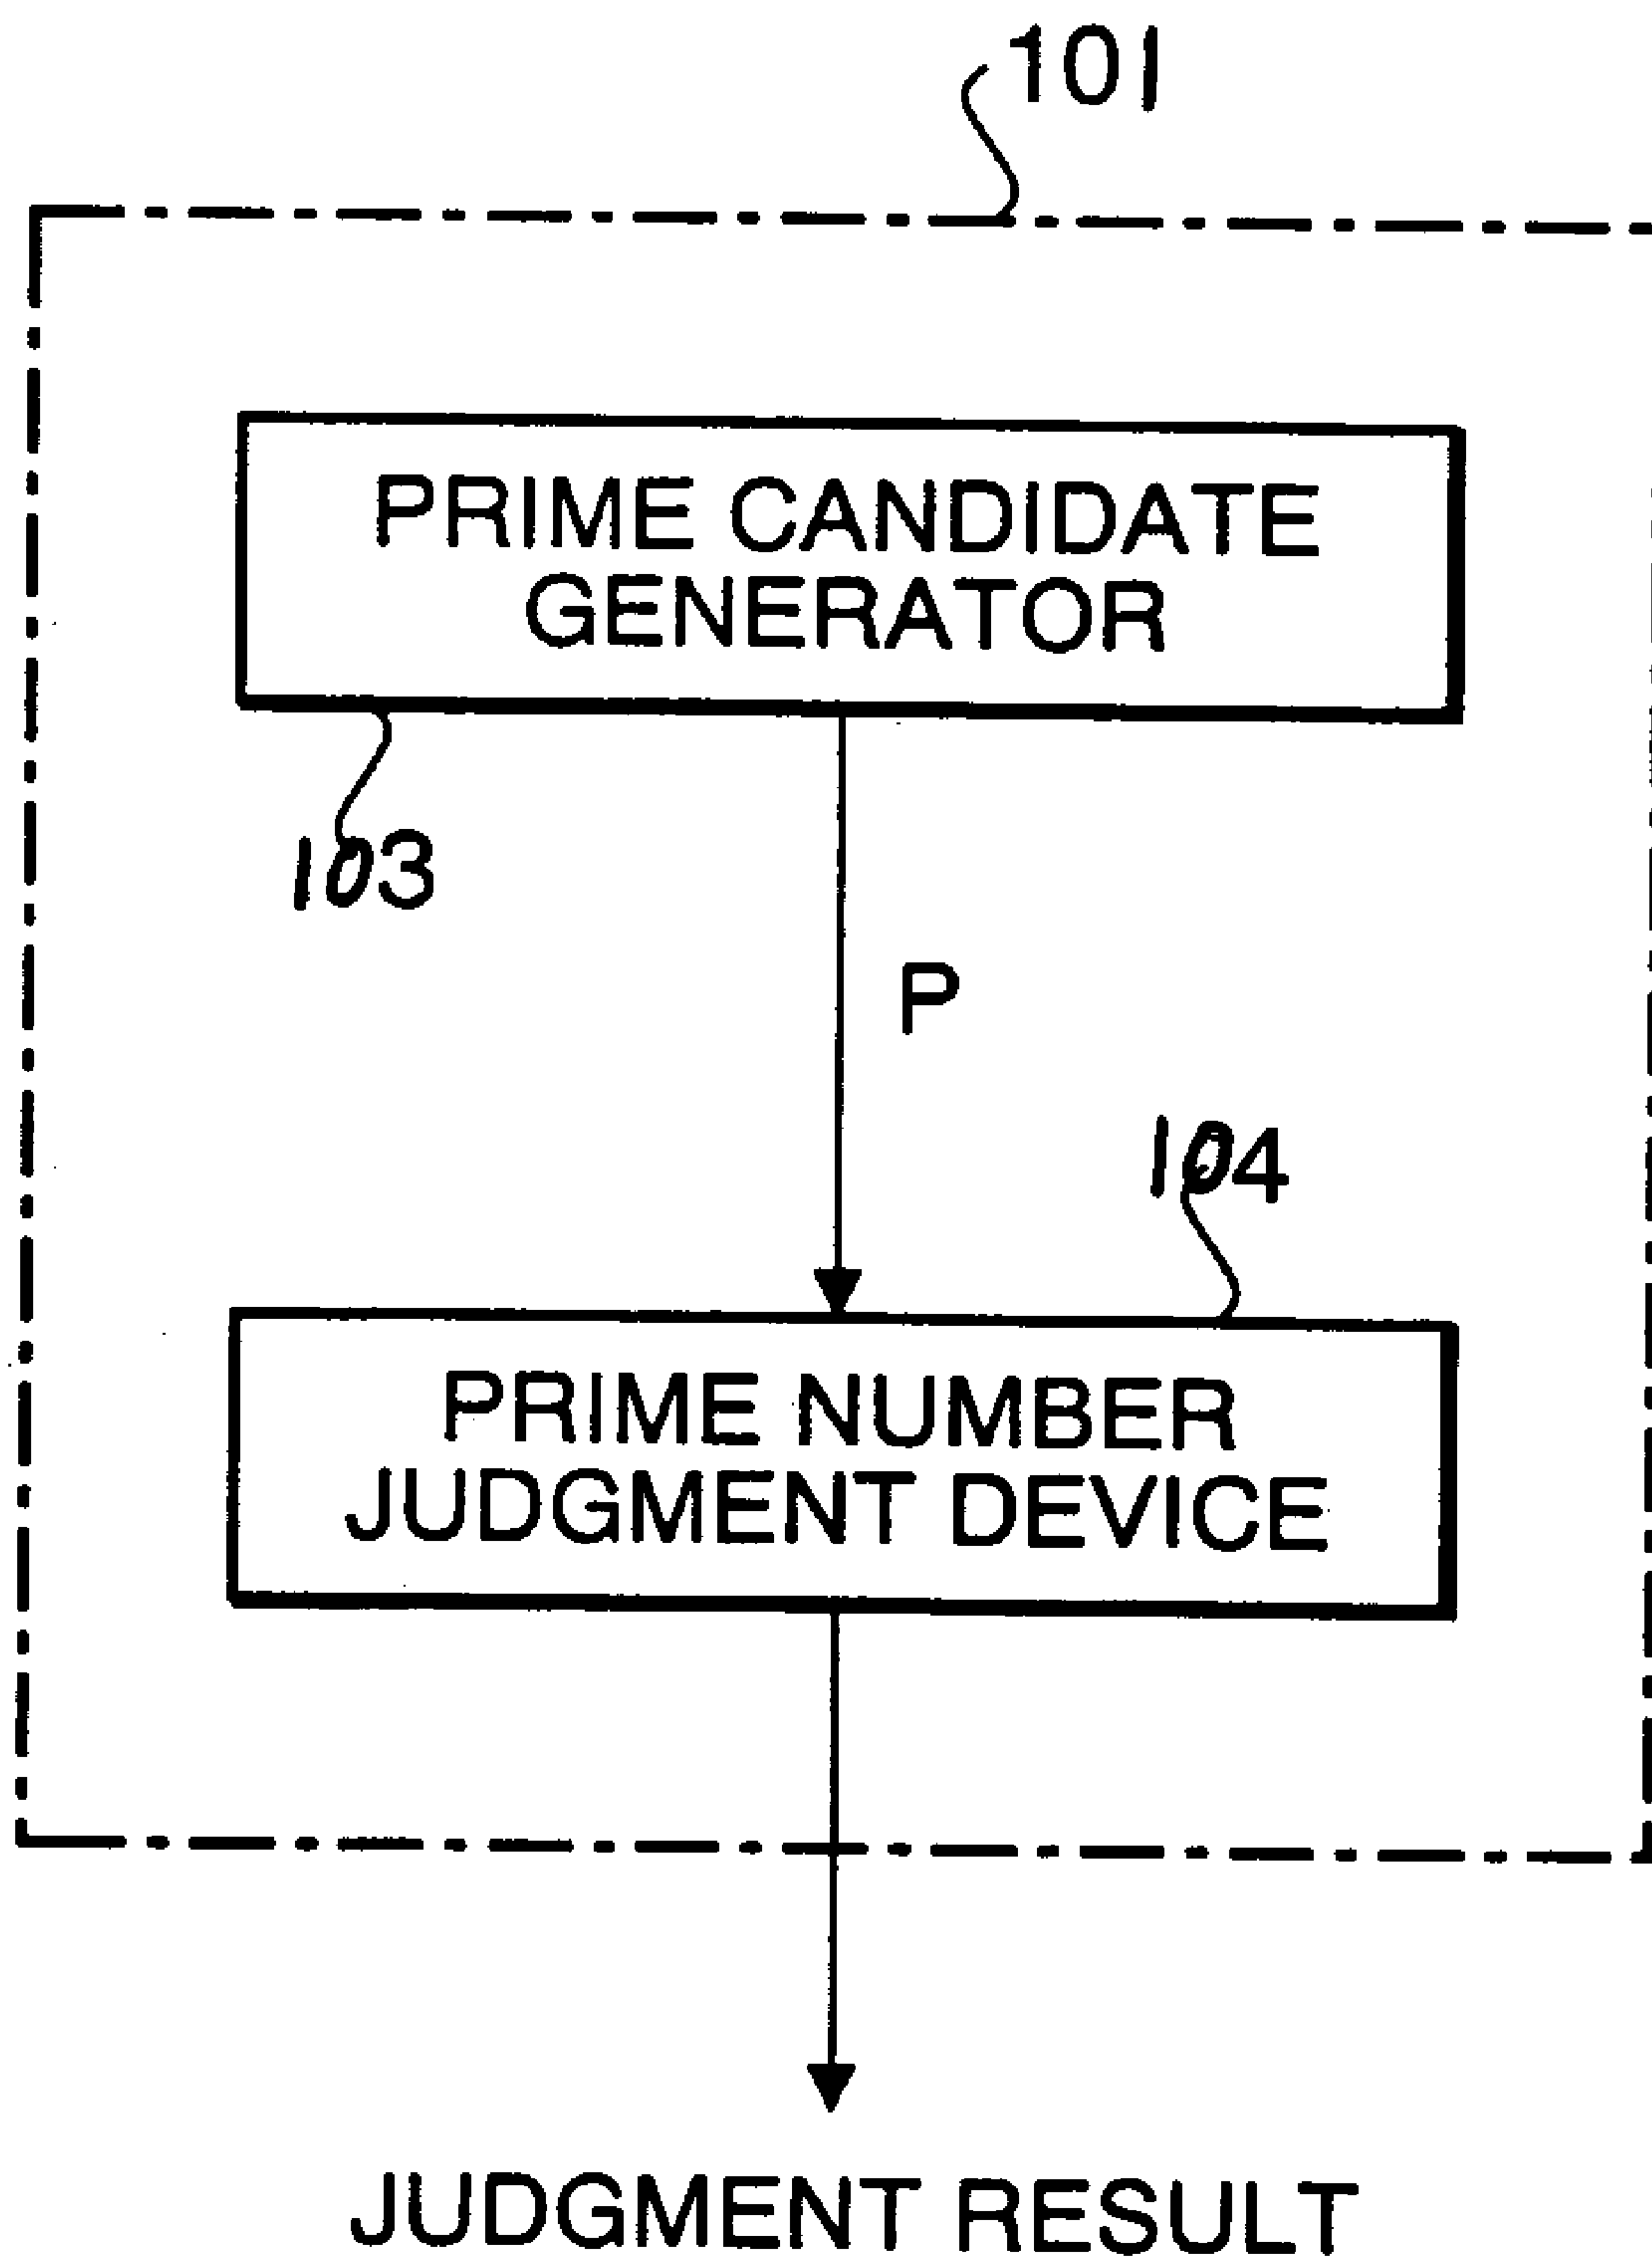 101
PRIME CANDIDATE
GENERATOR
103
P
104
PRIME NUMBER
JUDGMENT DEVICE
JUDGMENT RESULT